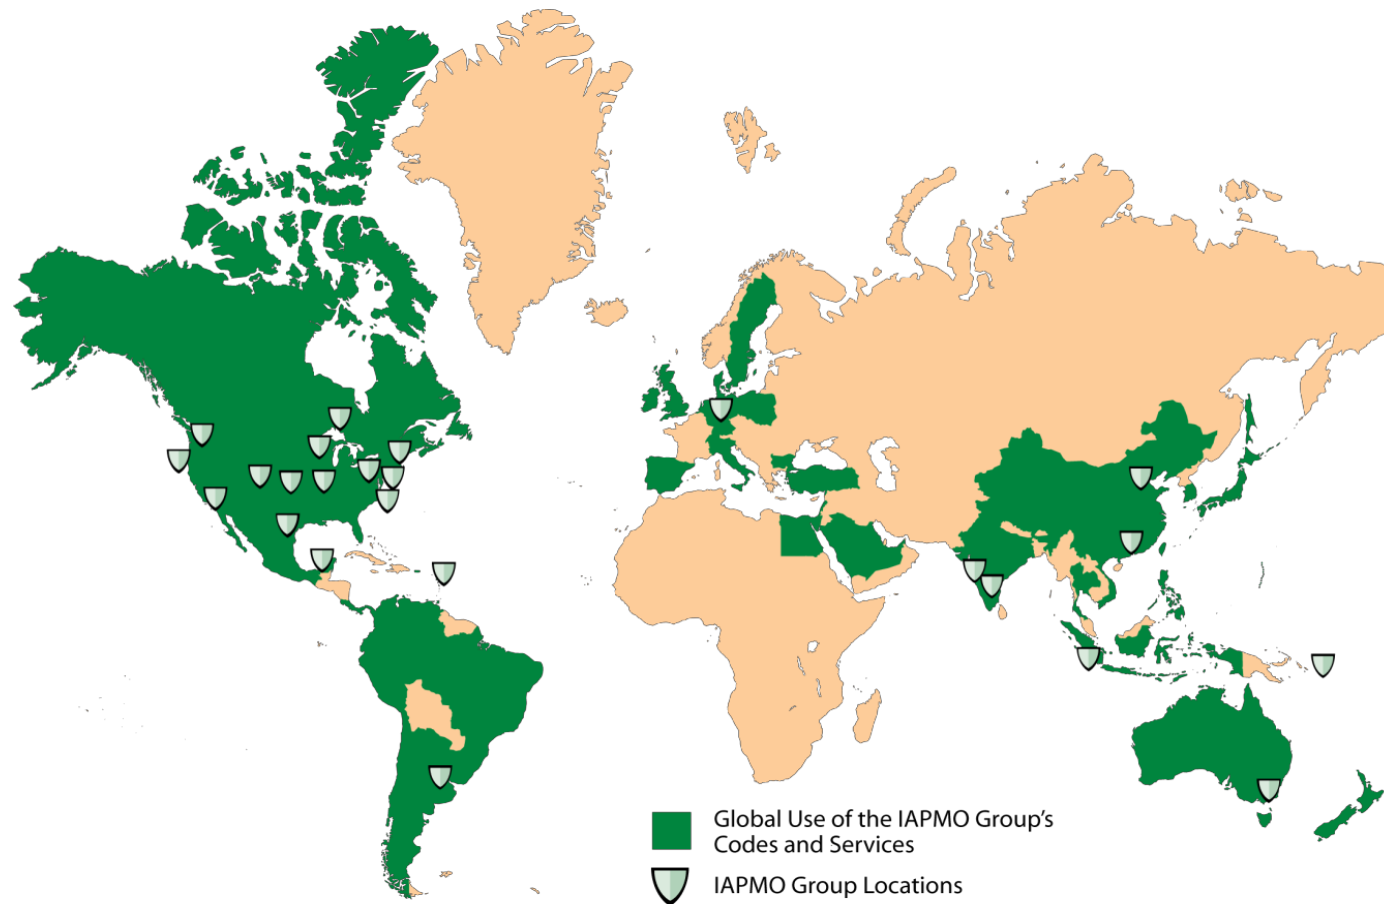 Global Use of the IAPMO Group's
Codes and Services
IAPMO Group Locations